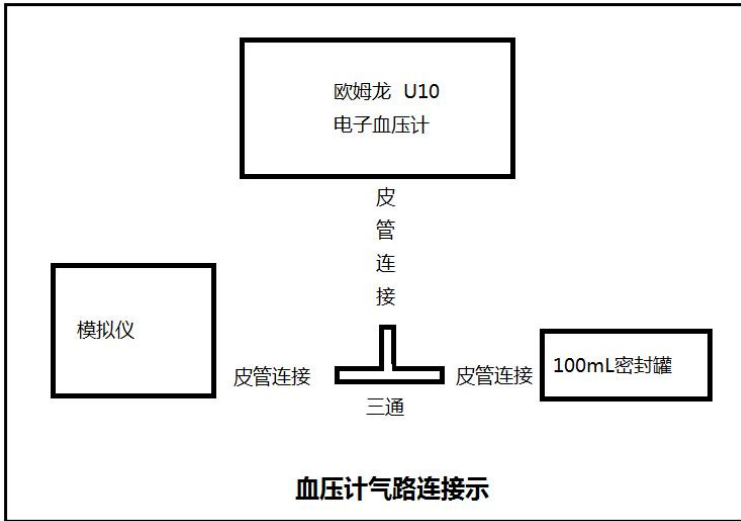 欧姆龙 U10
电子血压计
皮
管
连
接
模拟仪
皮管连接
皮管连接
100mL密封罐
三通
血压计气路连接示